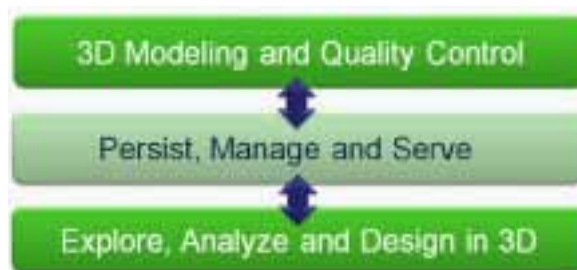 3D Modeling and Quality Control
Persist, Manage and Serve
Explore, Analyze and Design in 3D